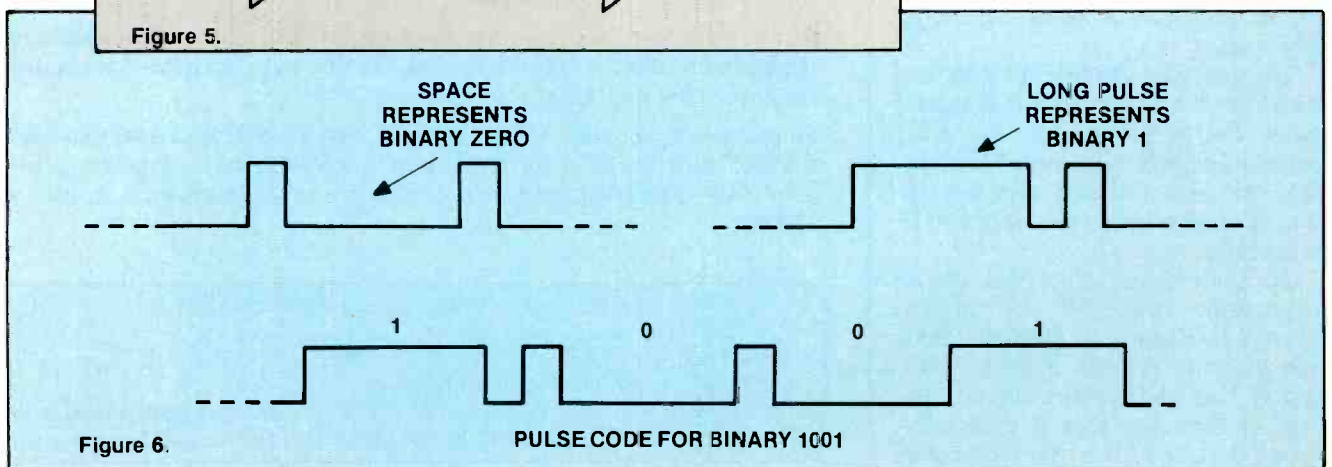 Figure 5.
SPACE
REPRESENTS
BINARY ZERO
LONG PULSE
REPRESENTS
BINARY 1
1 0 0 1
PULSE CODE FOR BINARY 1001
Figure 6.